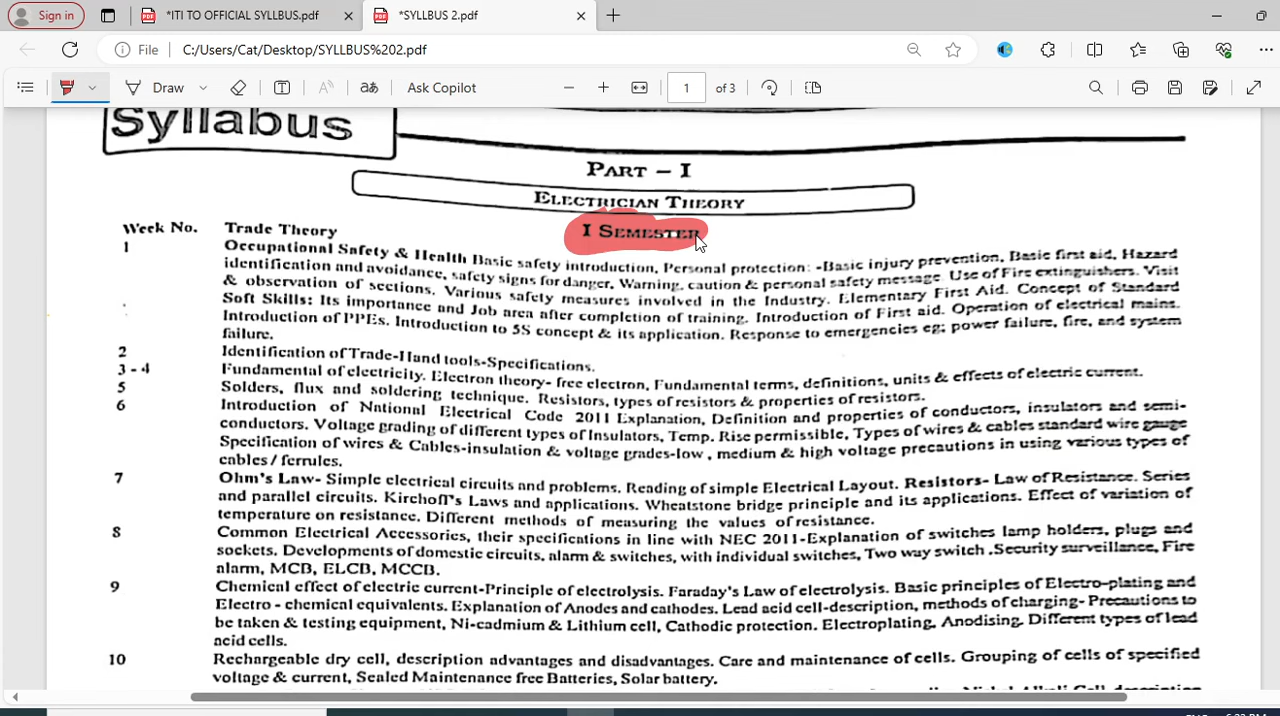 Sign in
*ITI TO OFFICIAL SYLLBUS.pdf
*SYLLBUS 2.pdf
File
C:/Users/Cat/Desktop/SYLLBUS%202.pdf
Draw
Ask Copilot
1 of 3
Syllabus
PART – I
ELECTRICIAN THEORY
I SEMESTER
Week No. Trade Theory
1 Occupational Safety & Health Basic safety introduction, Personal protection: -Basic injury prevention, Basic first aid, Hazard
identification and avoidance, safety signs for danger, Warning, caution & personal safety message. Use of Fire extinguishers. Visit
& observation of sections. Various safety measures involved in the Industry. Elementary First Aid. Concept of Standard
Soft Skills: Its importance and Job area after completion of training. Introduction of First aid. Operation of electrical mains.
Introduction of PPEs. Introduction to 5S concept & its application. Response to emergencies eg; power failure, fire, and system
failure.
2 Identification of Trade-Hand tools-Specifications.
3 - 4 Fundamental of electricity. Electron theory- free electron, Fundamental terms, definitions, units & effects of electric current.
5 Solders, flux and soldering technique. Resistors, types of resistors & properties of resistors.
6 Introduction of National Electrical Code 2011 Explanation, Definition and properties of conductors, insulators and semi-
conductors. Voltage grading of different types of Insulators, Temp. Rise permissible, Types of wires & cables standard wire gauge
Specification of wires & Cables-insulation & voltage grades-low , medium & high voltage precautions in using various types of
cables / ferrules.
7 Ohm's Law- Simple electrical circuits and problems. Reading of simple Electrical Layout. Resistors- Law of Resistance. Series
and parallel circuits. Kirchoff's Laws and applications. Wheatstone bridge principle and its applications. Effect of variation of
temperature on resistance. Different methods of measuring the values of resistance.
8 Common Electrical Accessories, their specifications in line with NEC 2011-Explanation of switches lamp holders, plugs and
sockets. Developments of domestic circuits, alarm & switches, with individual switches, Two way switch .Security surveillance, Fire
alarm, MCB, ELCB, MCCB.
9 Chemical effect of electric current-Principle of electrolysis. Faraday's Law of electrolysis. Basic principles of Electro-plating and
Electro - chemical equivalents. Explanation of Anodes and cathodes. Lead acid cell-description, methods of charging- Precautions to
be taken & testing equipment, Ni-cadmium & Lithium cell, Cathodic protection. Electroplating, Anodising. Different types of lead
acid cells.
10 Rechargeable dry cell, description advantages and disadvantages. Care and maintenance of cells. Grouping of cells of specified
voltage & current, Sealed Maintenance free Batteries, Solar battery.